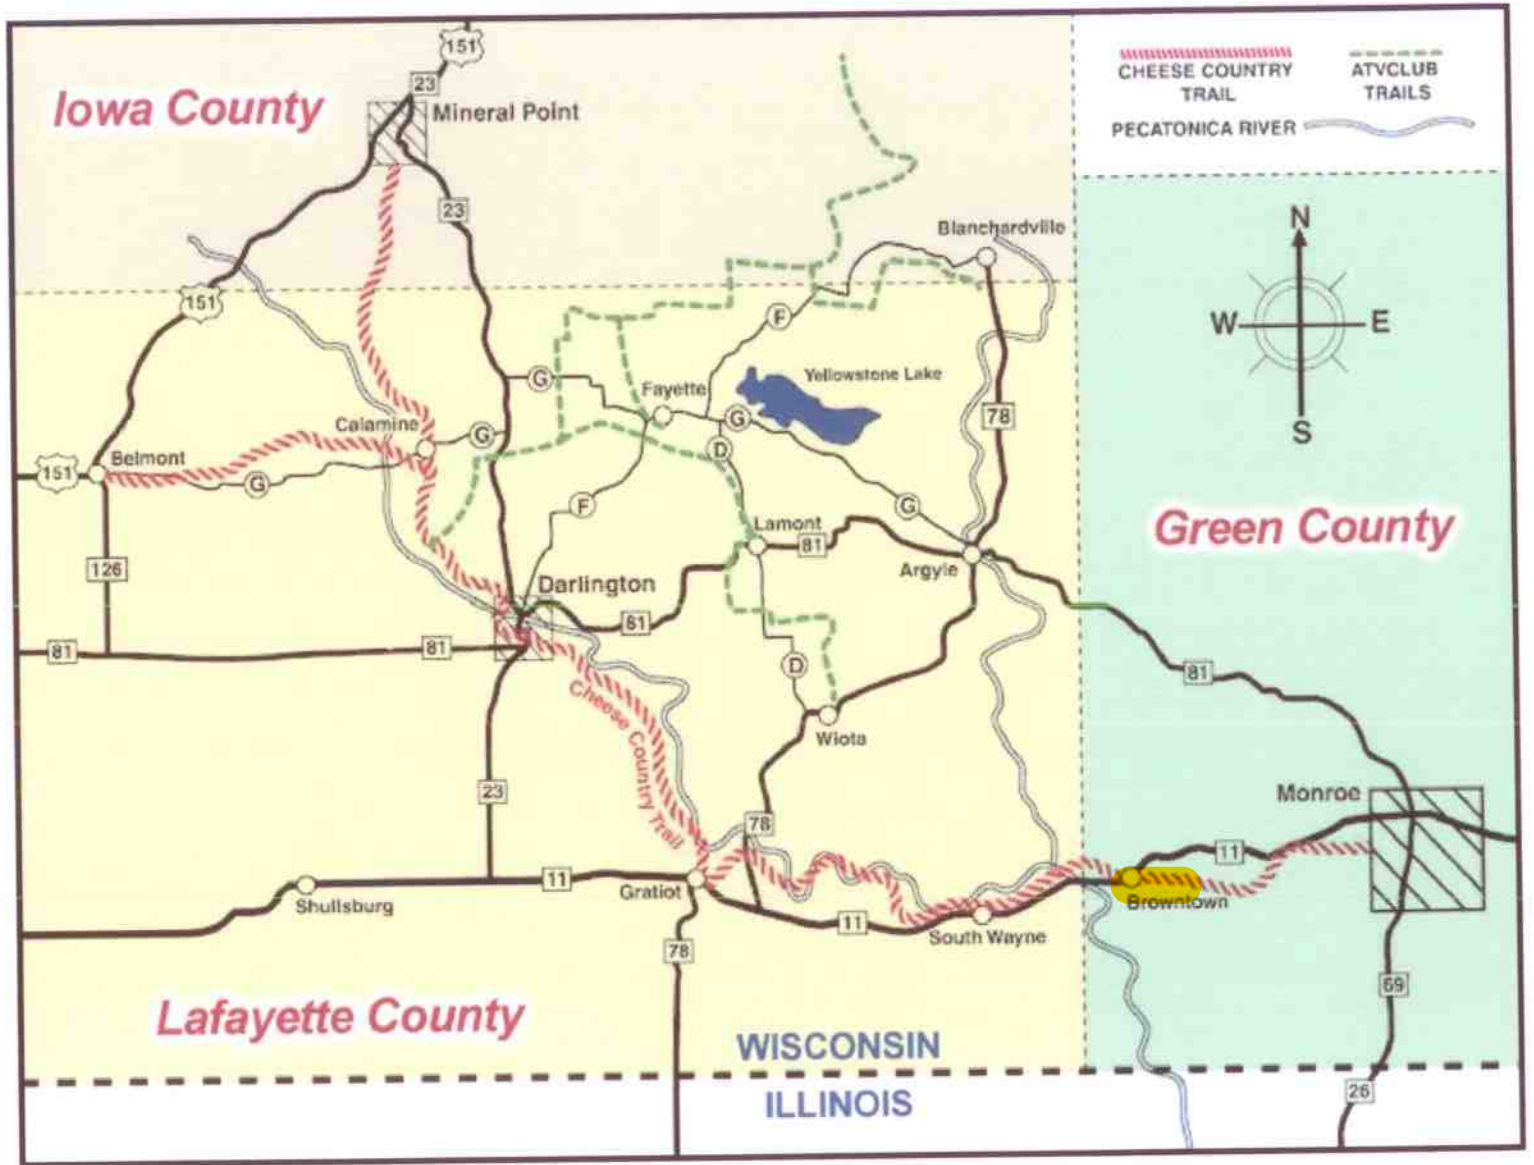 151
23
Iowa County
Mineral Point
CHEESE COUNTRY
TRAIL
ATVCLUB
TRAILS
PECATONICA RIVER
23
Blanchardville
N
W
E
S
151
F
Yellowstone Lake
G
Fayette
G
78
Calamine
G
D
151
Belmont
G
F
G
Green County
Lamont
81
126
Argyle
Darlington
81
81
81
D
81
Cheese Country Trail
Wiota
23
Monroe
78
11
11
Gratiot
Shullsburg
11
Browntown
South Wayne
78
69
Lafayette County
WISCONSIN
ILLINOIS
26